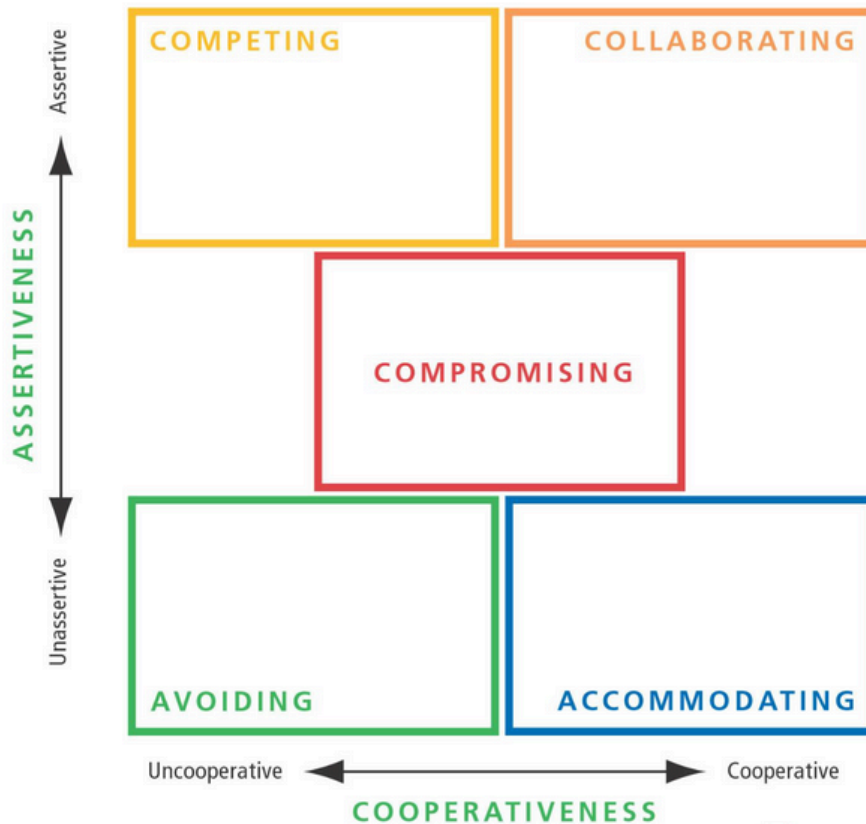 COMPETING
COLLABORATING
Assertive
ASSERTIVENESS
COMPROMISING
Unassertive
AVOIDING
ACCOMMODATING
Uncooperative
Cooperative
COOPERATIVENESS